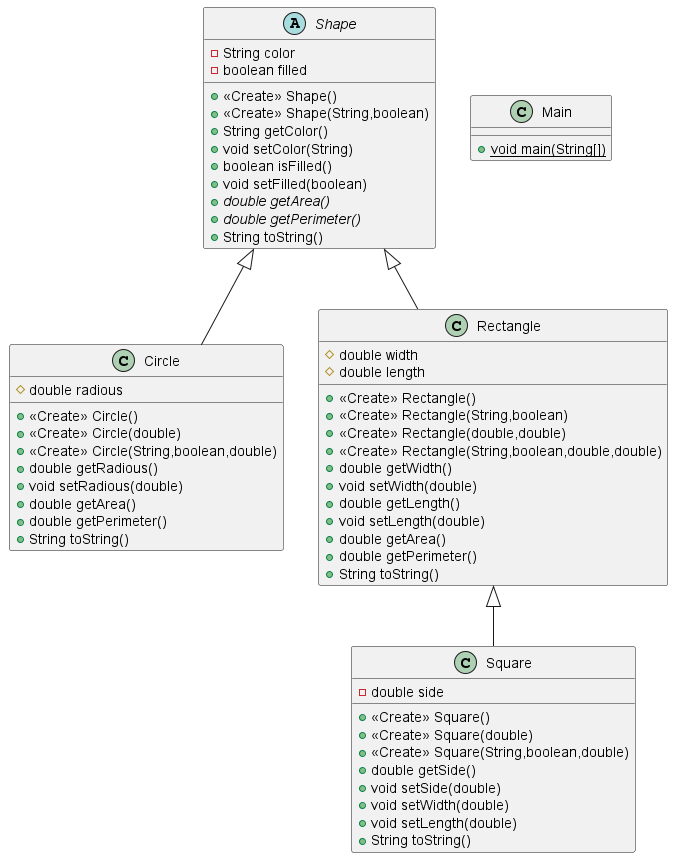 A Shape
String color
boolean filled
«Create» Shape()
«Create» Shape(String,boolean)
String getColor()
void setColor(String)
boolean isFilled()
void setFilled(boolean)
double getArea()
double getPerimeter()
String toString()
C Main
void main(String[])
C Circle
double radious
«Create» Circle()
«Create» Circle(double)
«Create» Circle(String,boolean,double)
double getRadious()
void setRadious(double)
double getArea()
double getPerimeter()
String toString()
C Rectangle
double width
double length
«Create» Rectangle()
«Create» Rectangle(String,boolean)
«Create» Rectangle(double,double)
«Create» Rectangle(String,boolean,double,double)
double getWidth()
void setWidth(double)
double getLength()
void setLength(double)
double getArea()
double getPerimeter()
String toString()
C Square
double side
«Create» Square()
«Create» Square(double)
«Create» Square(String,boolean,double)
double getSide()
void setSide(double)
void setWidth(double)
void setLength(double)
String toString()